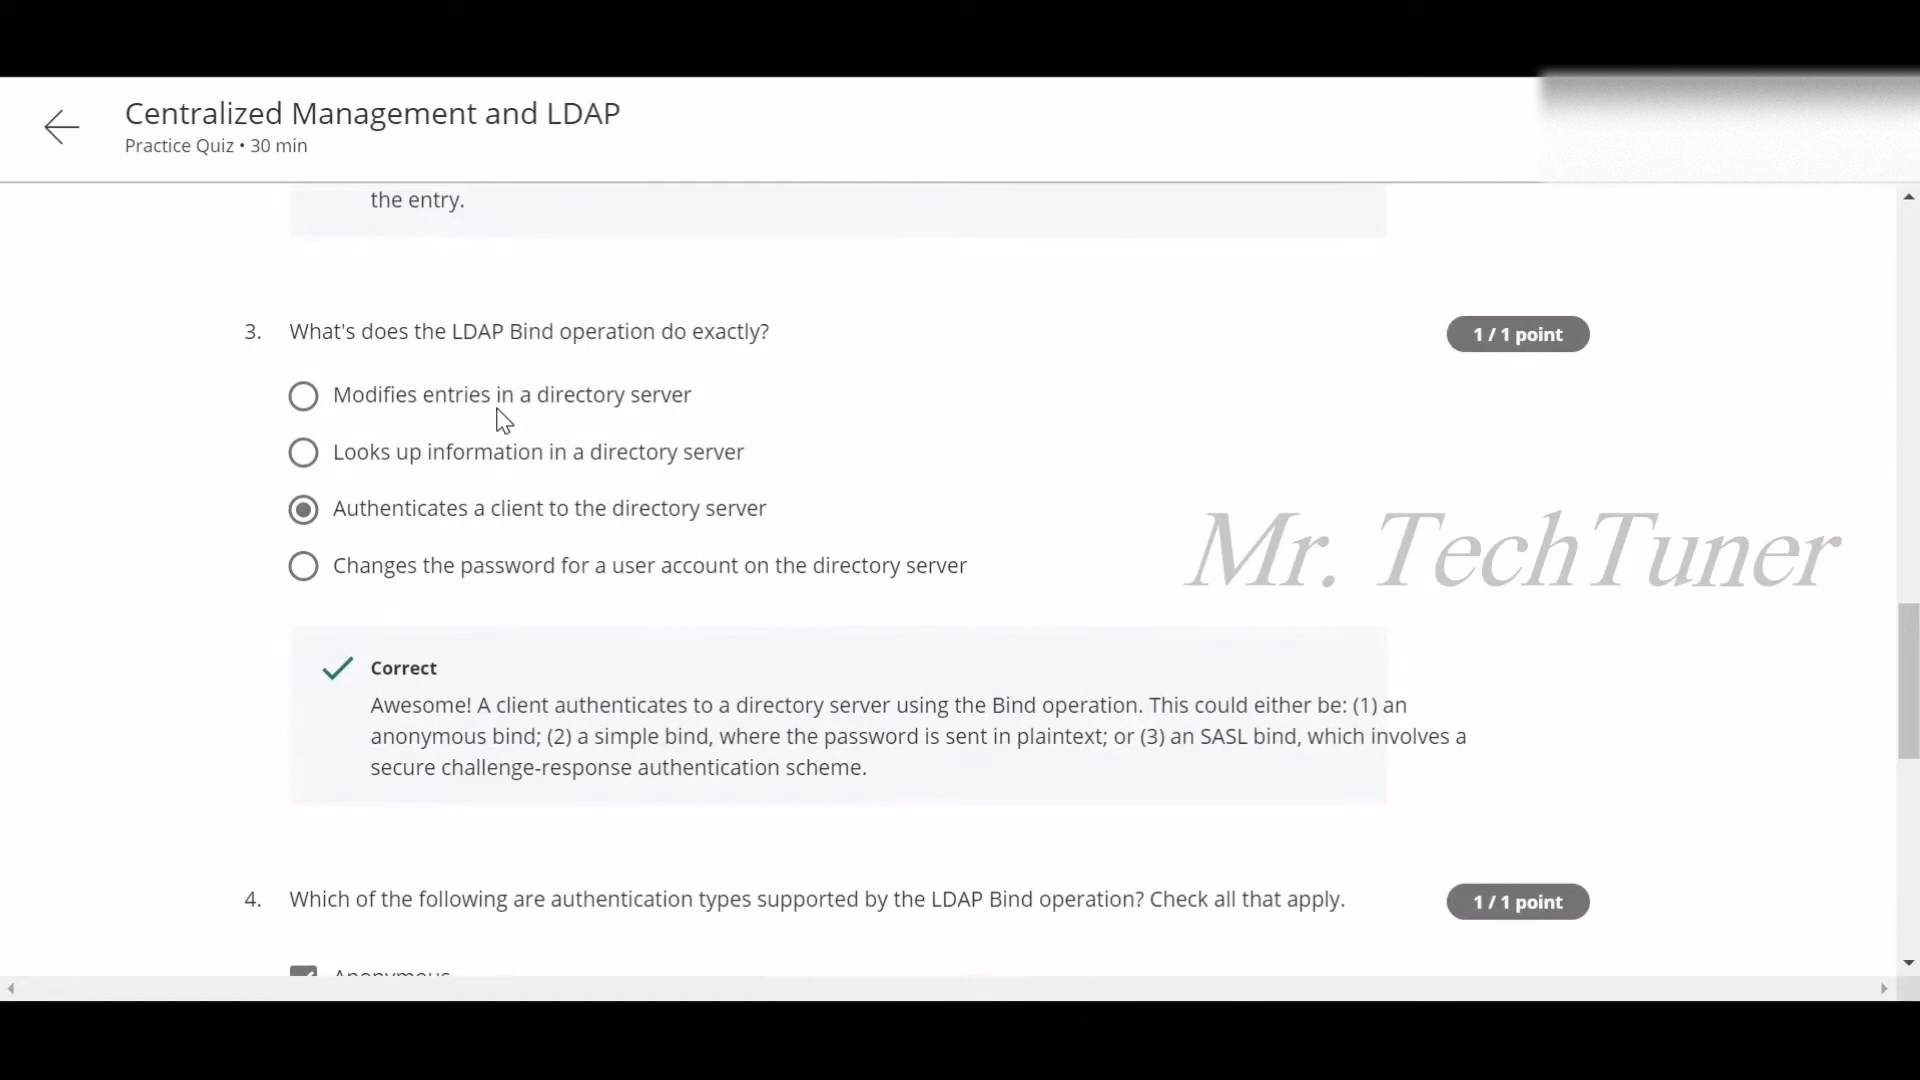 Centralized Management and LDAP
Practice Quiz • 30 min
the entry.
3. What's does the LDAP Bind operation do exactly?
1 / 1 point
Modifies entries in a directory server
Looks up information in a directory server
Authenticates a client to the directory server
Changes the password for a user account on the directory server
Mr. TechTuner
Correct
Awesome! A client authenticates to a directory server using the Bind operation. This could either be: (1) an
anonymous bind; (2) a simple bind, where the password is sent in plaintext; or (3) an SASL bind, which involves a
secure challenge-response authentication scheme.
4. Which of the following are authentication types supported by the LDAP Bind operation? Check all that apply.
1 / 1 point
Anonymous